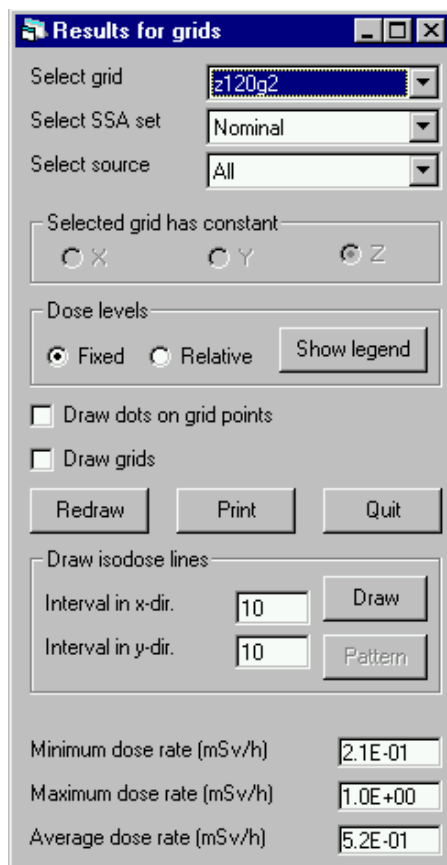 Results for grids
Select grid z120g2
Select SSA set Nominal
Select source All
Selected grid has constant
X Y Z
Dose levels
Fixed Relative Show legend
Draw dots on grid points
Draw grids
Redraw Print Quit
Draw isodose lines
Interval in x-dir. 10 Draw
Interval in y-dir. 10 Pattern
Minimum dose rate (mSv/h) 2.1E-01
Maximum dose rate (mSv/h) 1.0E+00
Average dose rate (mSv/h) 5.2E-01